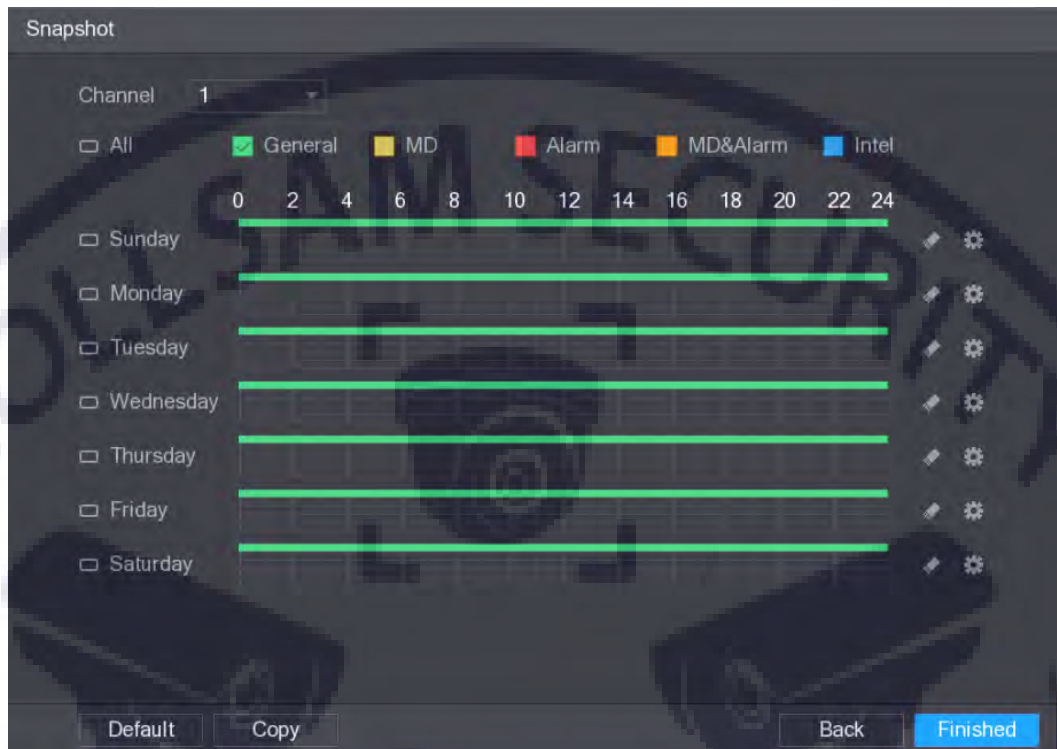 Snapshot
Channel 1
All General MD Alarm MD&Alarm Intel
0 2 4 6 8 10 12 14 16 18 20 22 24
Sunday
Monday
Tuesday
Wednesday
Thursday
Friday
Saturday
Default Copy Back Finished